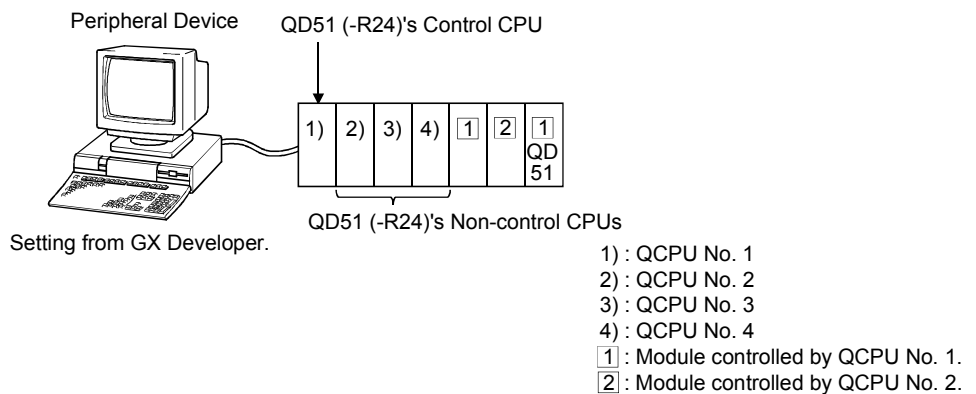 Peripheral Device
QD51 (-R24)'s Control CPU
1) 2) 3) 4) 1 2 1
QD
51
QD51 (-R24)'s Non-control CPUs
Setting from GX Developer.
1) : QCPU No. 1
2) : QCPU No. 2
3) : QCPU No. 3
4) : QCPU No. 4
1 : Module controlled by QCPU No. 1.
2 : Module controlled by QCPU No. 2.